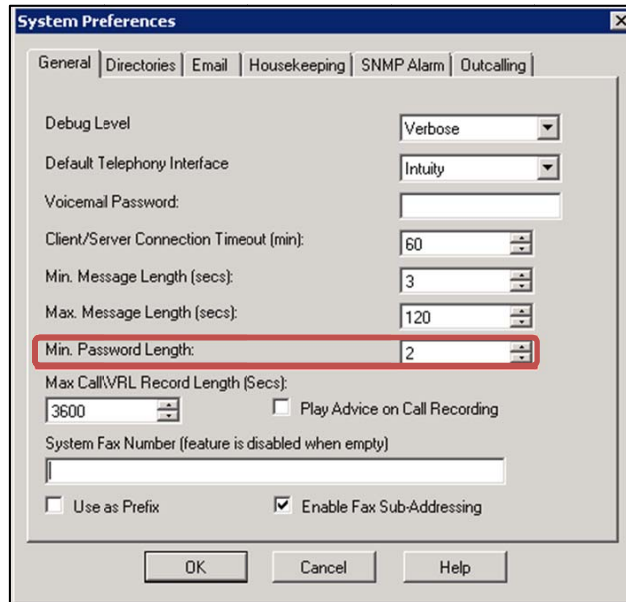 System Preferences
General Directories Email Housekeeping SNMP Alarm Outcalling
Debug Level Verbose
Default Telephony Interface Intuity
Voicemail Password:
Client/Server Connection Timeout (min): 60
Min. Message Length (secs): 3
Max. Message Length (secs): 120
Min. Password Length: 2
Max Call\VRL Record Length (Secs):
3600 Play Advice on Call Recording
System Fax Number (feature is disabled when empty)
Use as Prefix Enable Fax Sub-Addressing
OK Cancel Help